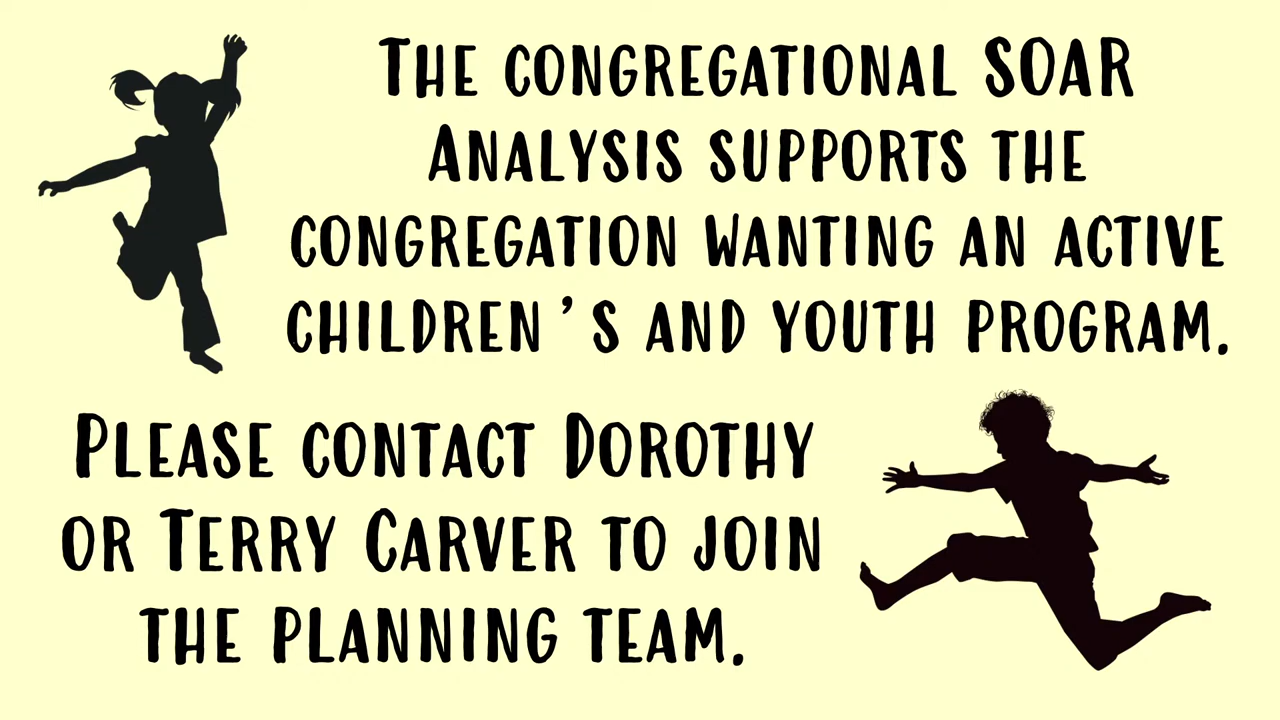 The congregational SOAR
Analysis supports the
congregation wanting an active
children's and youth program.
Please contact Dorothy
or Terry Carver to join
the planning team.